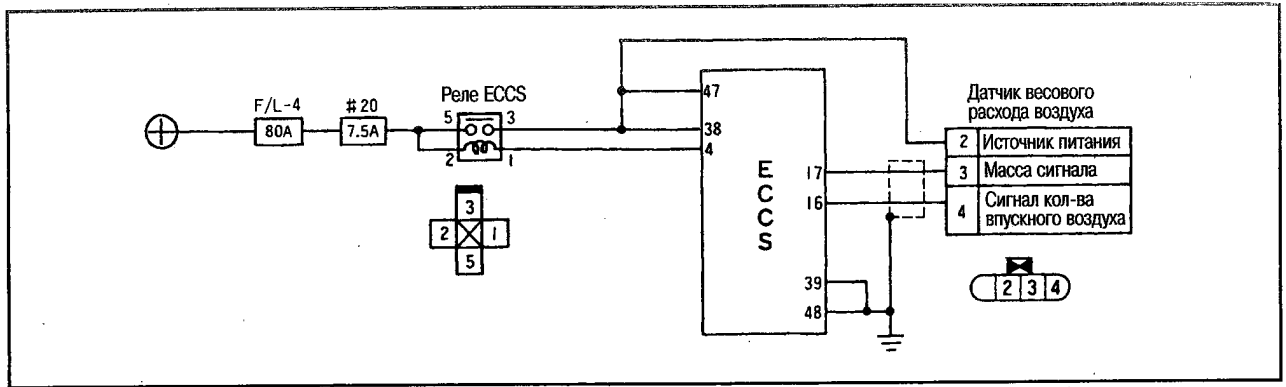 F/L-4
80A
#20
7.5A
Реле ECCS
5 3
2 1
3
2 1
5
47
38
4
ECCS
17
16
39
48
Датчик весового
расхода воздуха
2 Источник питания
3 Масса сигнала
4 Сигнал кол-ва
впускного воздуха
2 3 4